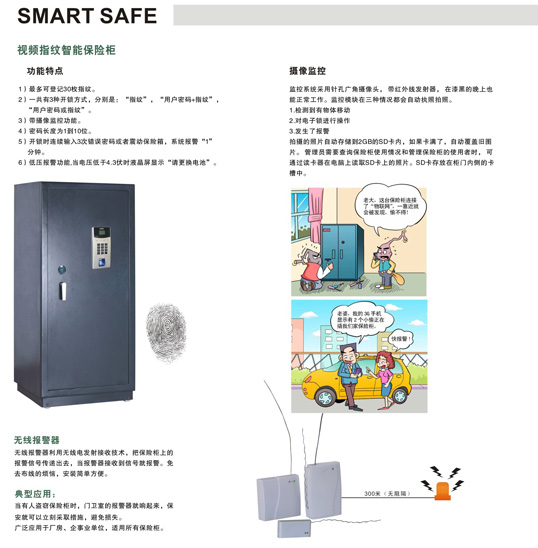 SMART SAFE
视频指纹智能保险柜
功能特点
1）最多可登记30枚指纹。
2）一共有3种开锁方式，分别是：“指纹”，“用户密码+指纹”，
“用户密码或指纹”。
3）带摄像监控功能。
4）密码长度为1到10位。
5）开锁时连续输入3次错误密码或者震动保险箱，系统报警“1”
分钟。
6）低压报警功能,当电压低于4.3伏时液晶屏显示“请更换电池”。
摄像监控
监控系统采用针孔广角摄像头，带红外线发射器，在漆黑的晚上也
能正常工作。监控模块在三种情况都会自动执照拍照。
1.检测到有物体移动
2.对电子锁进行操作
3.发生了报警
拍摄的照片自动存储到2GB的SD卡内，如果卡满了，自动覆盖旧图
片。管理员需要查询保险柜使用情况和管理保险柜的使用者时，可
通过读卡器在电脑上读取SD卡上的照片。SD卡存放在柜门内侧的卡
槽中。
老大，这台保险柜连接
了“物联网”，一靠近就
会被发现，偷不得！
老婆，我的3G手机
显示有2个小偷正在
撬我们家保险柜。
快报警！
无线报警器
无线报警器利用无线电发射接收技术，把保险柜上的
报警信号传递出去，当报警器接收到信号就报警。免
去布线的烦恼，安装简单方便。
典型应用：
当有人盗窃保险柜时，门卫室的报警器就响起来，保
安就可以立刻采取措施，避免损失。
广泛应用于厂房、企事业单位，适用所有保险柜。
300米（无阻隔）